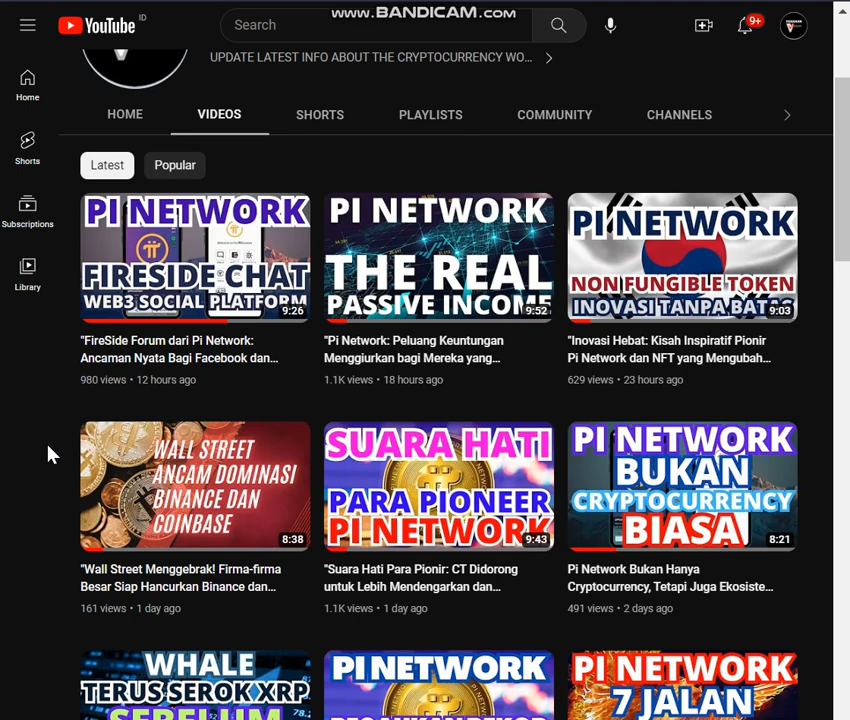 www.BANDICAM.com
YouTube ID
Search
9+
UPDATE LATEST INFO ABOUT THE CRYPTOCURRENCY WO...
Home
Shorts
Subscriptions
Library
HOME VIDEOS SHORTS PLAYLISTS COMMUNITY CHANNELS
Latest Popular
PI NETWORK
FIRESIDE CHAT
WEB3 SOCIAL PLATFORM
9:26
"FireSide Forum dari Pi Network:
Ancaman Nyata Bagi Facebook dan...
980 views • 12 hours ago
PI NETWORK
THE REAL
PASSIVE INCOME
9:52
"Pi Network: Peluang Keuntungan
Menggiurkan bagi Mereka yang...
1.1K views • 18 hours ago
PI NETWORK
NON FUNGIBLE TOKEN
INOVASI TANPA BATAS
9:03
"Inovasi Hebat: Kisah Inspiratif Pionir
Pi Network dan NFT yang Mengubah...
629 views • 23 hours ago
WALL STREET
ANCAM DOMINASI
BINANCE DAN
COINBASE
8:38
"Wall Street Menggebrak! Firma-firma
Besar Siap Hancurkan Binance dan...
161 views • 1 day ago
SUARA HATI
PARA PIONEER
PI NETWORK
9:43
"Suara Hati Para Pionir: CT Didorong
untuk Lebih Mendengarkan dan...
1.1K views • 1 day ago
PI NETWORK
BUKAN
CRYPTOCURRENCY
BIASA
8:21
Pi Network Bukan Hanya
Cryptocurrency, Tetapi Juga Ekosiste...
491 views • 2 days ago
WHALE
TERUS SEROK XRP
SEBELUM
PI NETWORK
PECAHKAN REKOR
PI NETWORK
7 JALAN